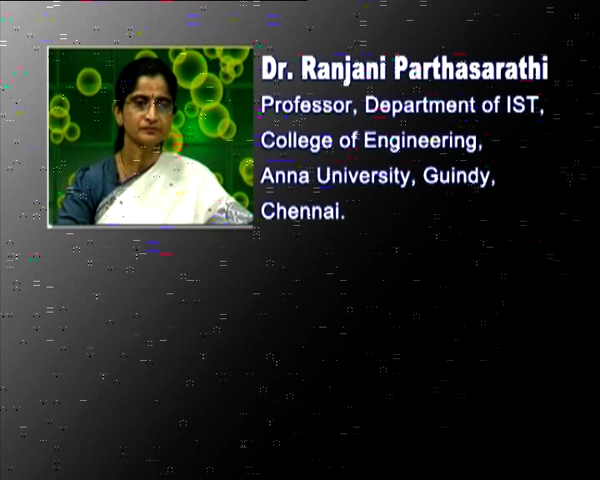 Dr. Ranjani Parthasarathi
Professor, Department of IST,
College of Engineering,
Anna University, Guindy,
Chennai.